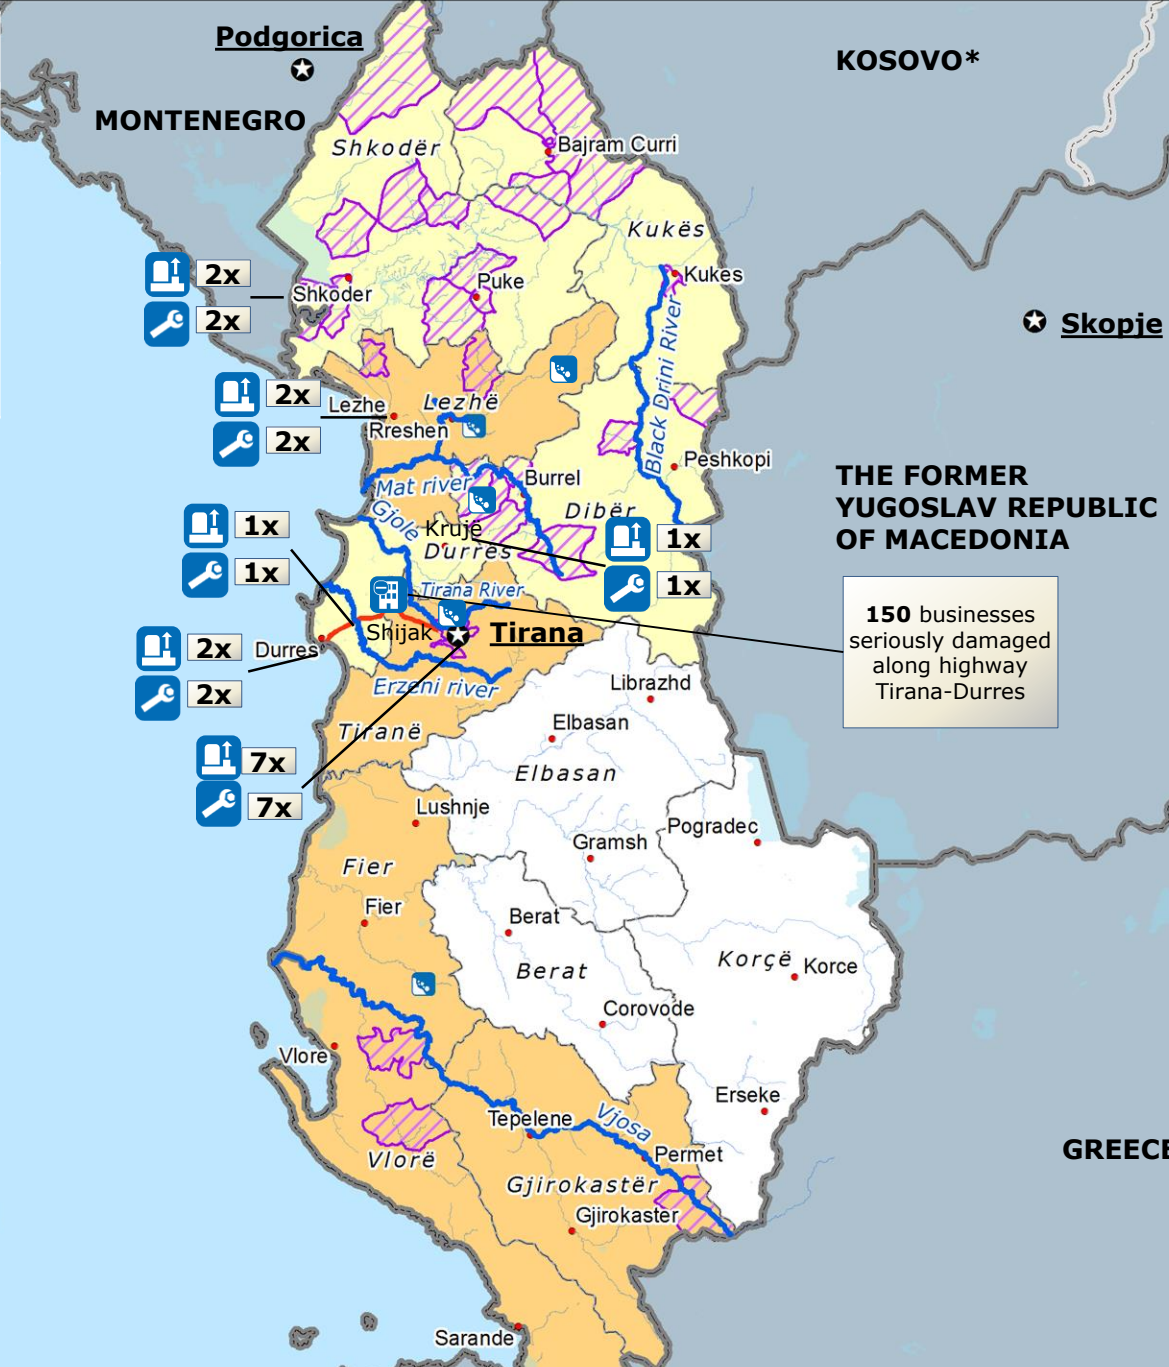 Podgorica
KOSOVO*
MONTENEGRO
Shkodër
Bajram Curri
Kukës
2x
Puke
Kukes
Shkoder
2x
Skopje
Black Drini River
2x
Lezhe
Lezhë
Rreshen
2x
Peshkopi
Burrel
Mat river
THE FORMER
YUGOSLAV REPUBLIC
OF MACEDONIA
Gjole
Dibër
1x
Krujë
1x
Durres
1x
Tirana River
1x
150 businesses
seriously damaged
along highway
Tirana-Durres
Shijak
Tirana
2x
Durres
Erzeni river
Librazhd
2x
Elbasan
Tiranë
7x
Elbasan
7x
Lushnje
Pogradec
Gramsh
Fier
Fier
Berat
Korçë
Korce
Berat
Corovode
Vlore
Erseke
Tepelene
Vjosa
GREECE
Vlorë
Permet
Gjirokastër
Gjirokaster
Sarande